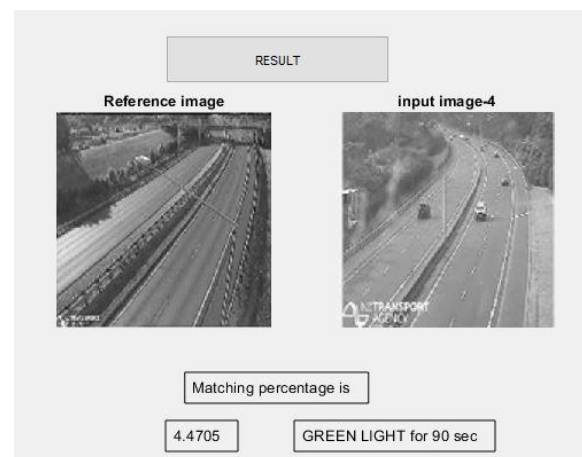 RESULT
Reference image
input image-4
NZTRANSPORT
AGENCY
Matching percentage is
4.4705
GREEN LIGHT for 90 sec